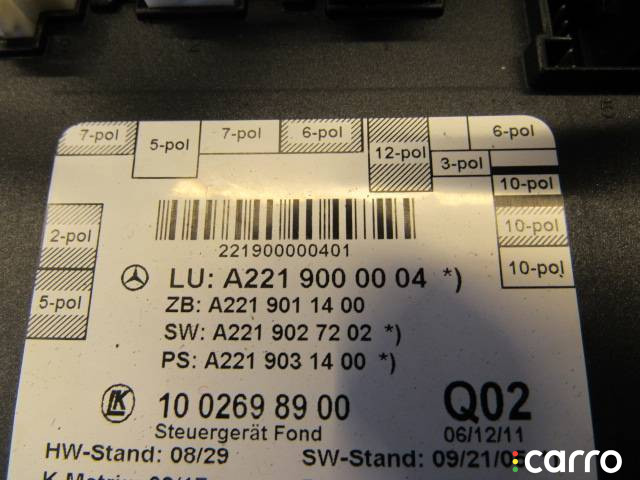 7-pol
5-pol
7-pol
6-pol
12-pol
6-pol
3-pol
10-pol
10-pol
10-pol
2-pol
5-pol
221900000401
LU: A221 900 00 04 *)
ZB: A221 901 14 00
SW: A221 902 72 02 *)
PS: A221 903 14 00 *)
LK 10 0269 89 00 Q02
Steuergerät Fond 06/12/11
HW-Stand: 08/29 SW-Stand: 09/21/05
carro